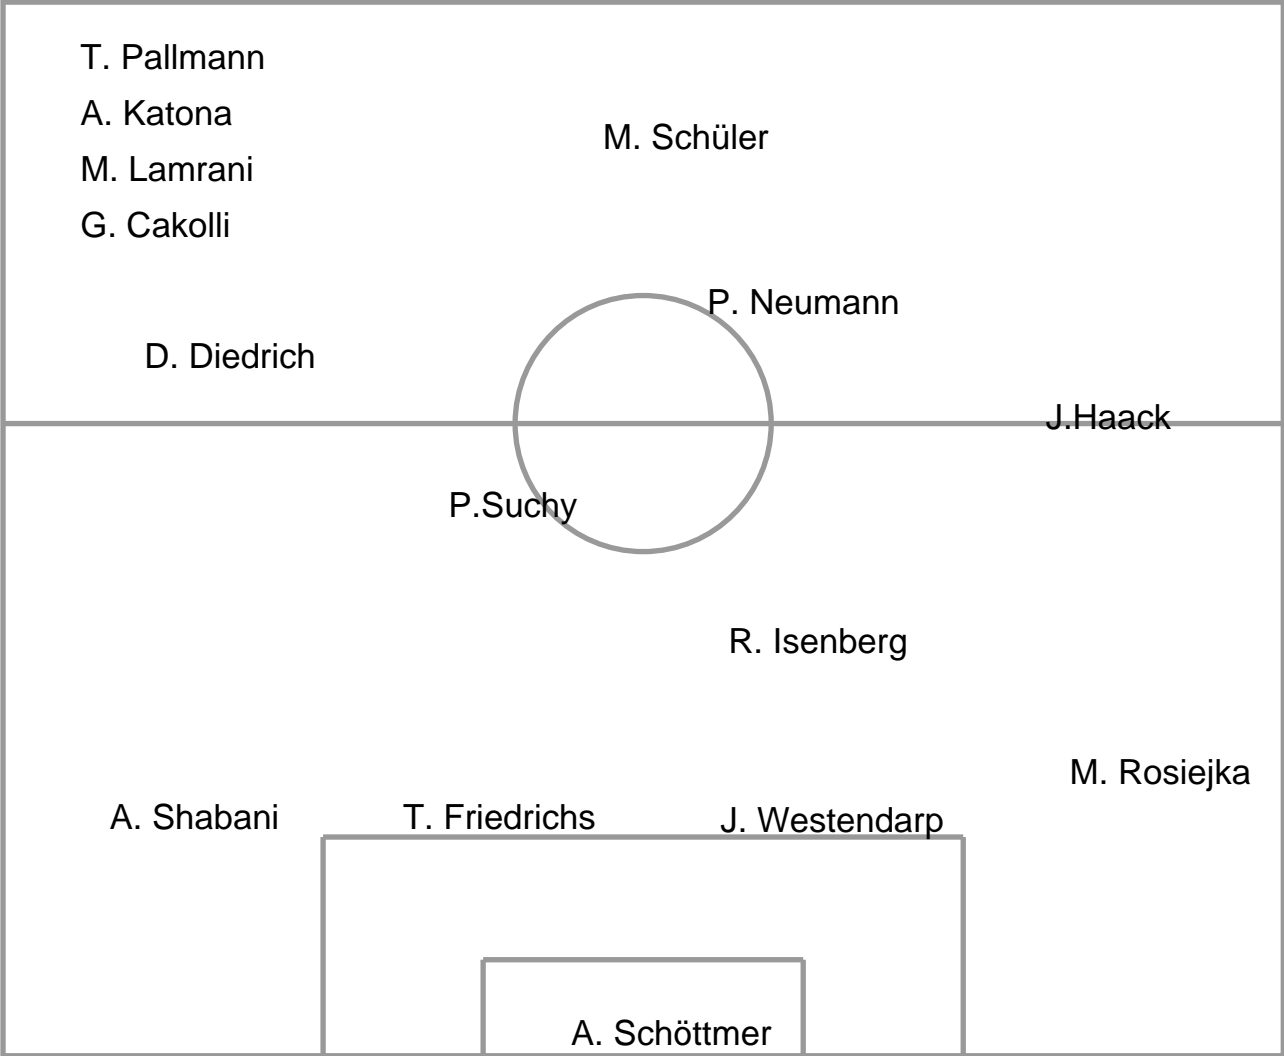 T. Pallmann
A. Katona
M. Schüler
M. Lamrani
G. Cakolli
P. Neumann
D. Diedrich
J.Haack
P.Suchy
R. Isenberg
M. Rosiejka
A. Shabani
T. Friedrichs
J. Westendarp
A. Schöttmer